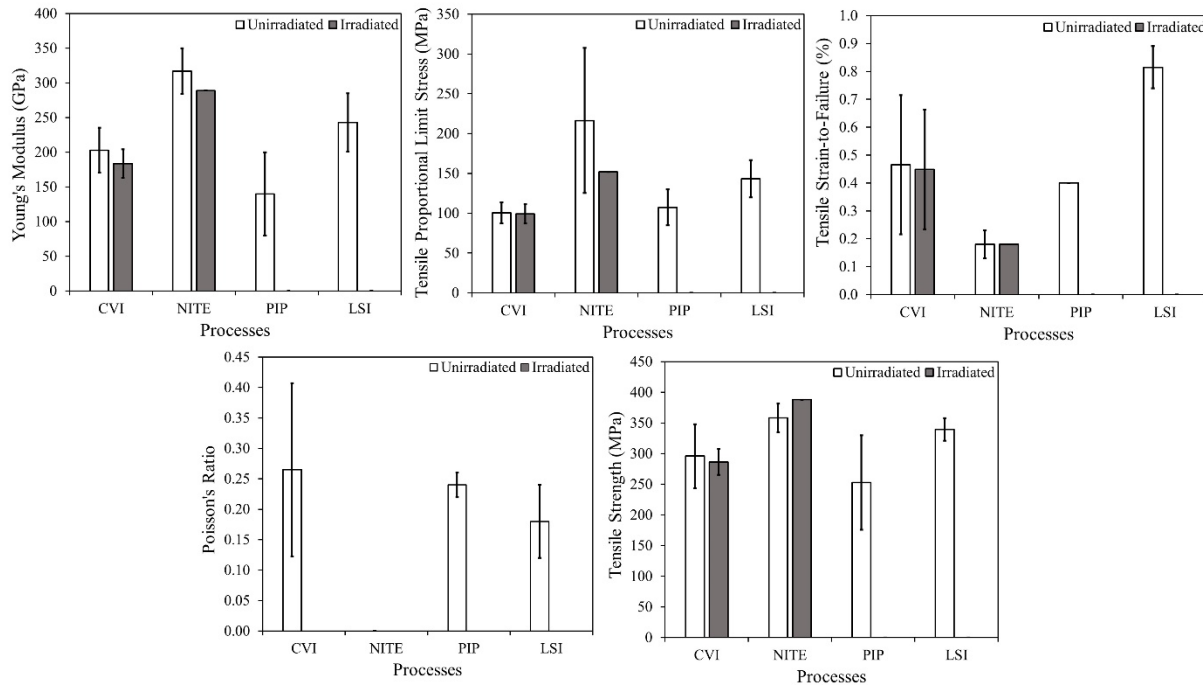 Unirradiated Irradiated
Young's Modulus (GPa)
400
350
300
250
200
150
100
50
0
CVI NITE PIP LSI
Processes
Unirradiated Irradiated
Tensile Proportional Limit Stress (MPa)
350
300
250
200
150
100
50
0
CVI NITE PIP LSI
Processes
Unirradiated Irradiated
Tensile Strain-to-Failure (%)
1.0
0.9
0.8
0.7
0.6
0.5
0.4
0.3
0.2
0.1
0.0
CVI NITE PIP LSI
Processes
Unirradiated Irradiated
Poisson's Ratio
0.45
0.40
0.35
0.30
0.25
0.20
0.15
0.10
0.05
0.00
CVI NITE PIP LSI
Processes
Unirradiated Irradiated
Tensile Strength (MPa)
450
400
350
300
250
200
150
100
50
0
CVI NITE PIP LSI
Processes